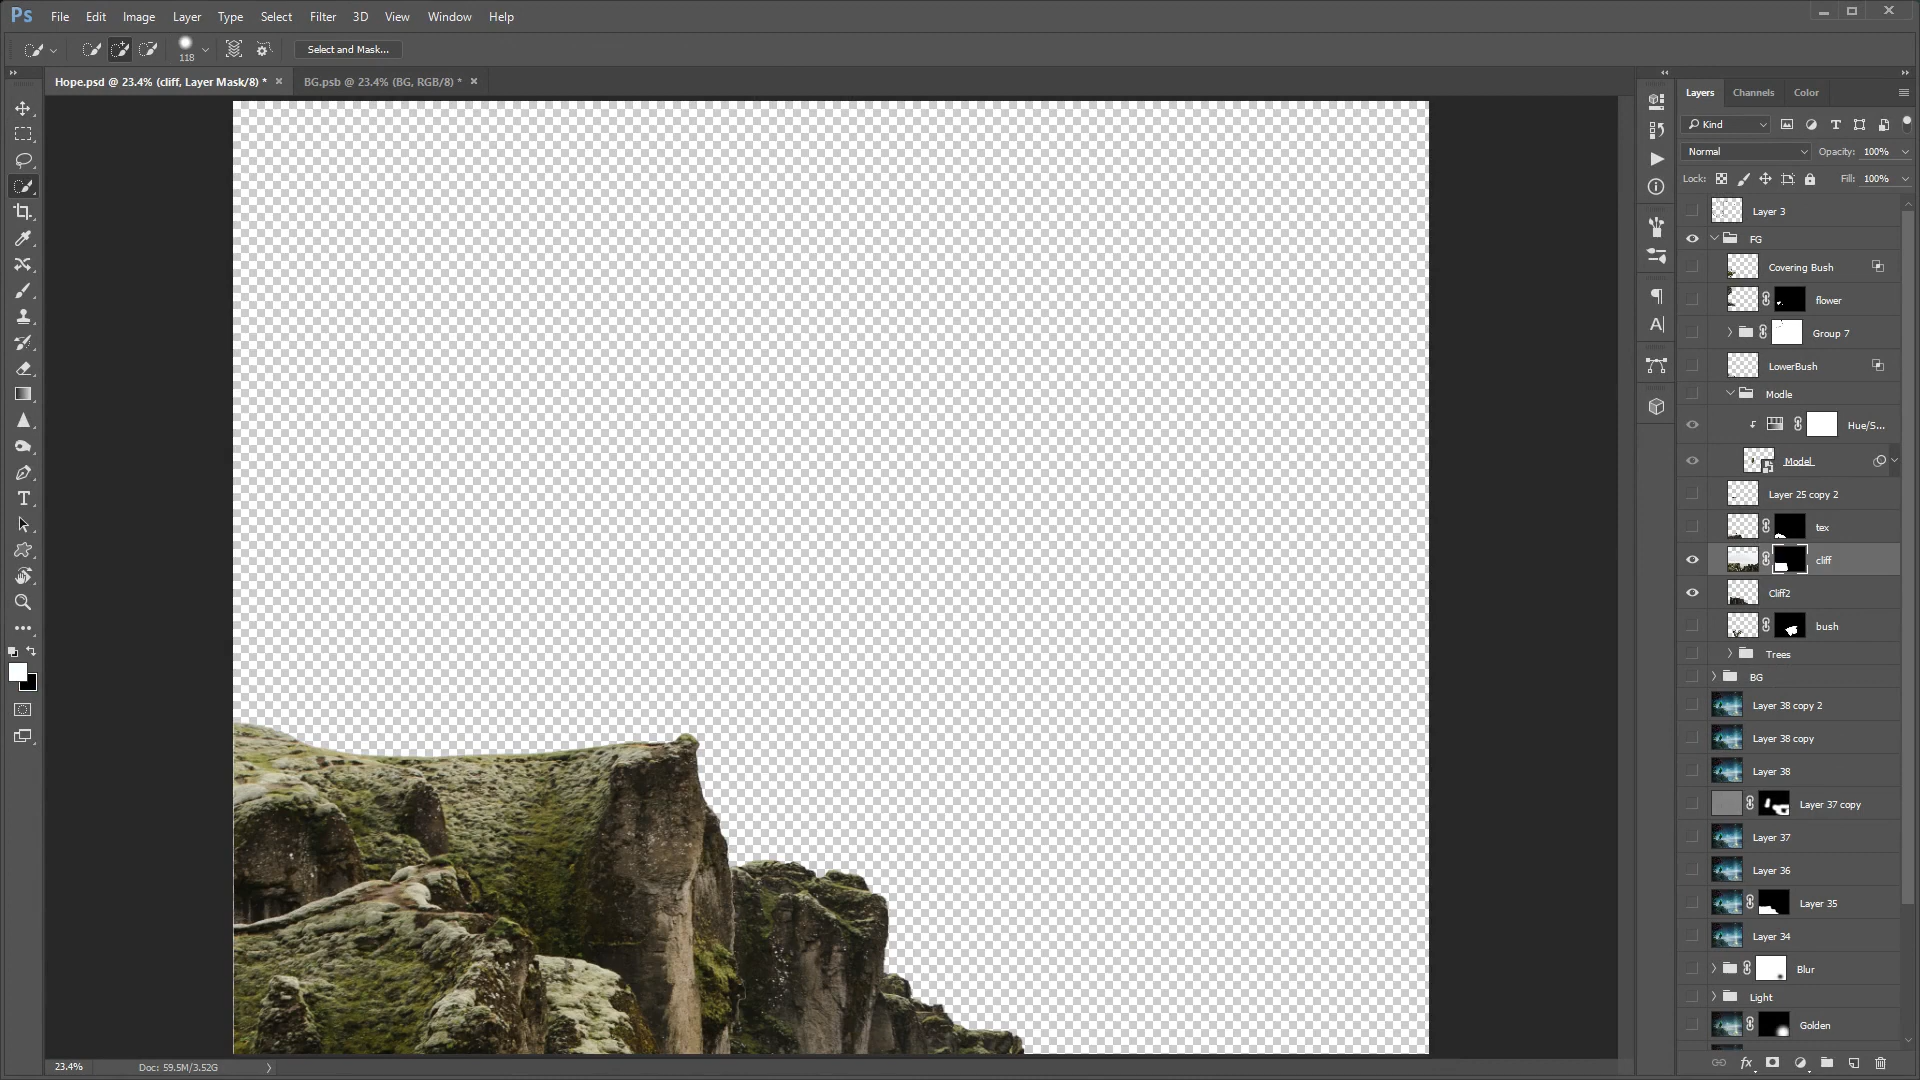 Ps File Edit Image Layer Type Select Filter 3D View Window Help
118 Select and Mask...
Hope.psd @ 23.4% (cliff, Layer Mask/8) * BG.psb @ 23.4% (BG, RGB/8) *
Layers Channels Color
Kind
Normal Opacity: 100%
Lock: Fill: 100%
Layer 3
FG
Covering Bush
flower
Group 7
LowerBush
Modle
Hue/S...
Model
Layer 25 copy 2
tex
cliff
Cliff2
bush
Trees
BG
Layer 38 copy 2
Layer 38 copy
Layer 38
Layer 37 copy
Layer 37
Layer 36
Layer 35
Layer 34
Blur
Light
Golden
23.4% Doc: 59.5M/3.52G